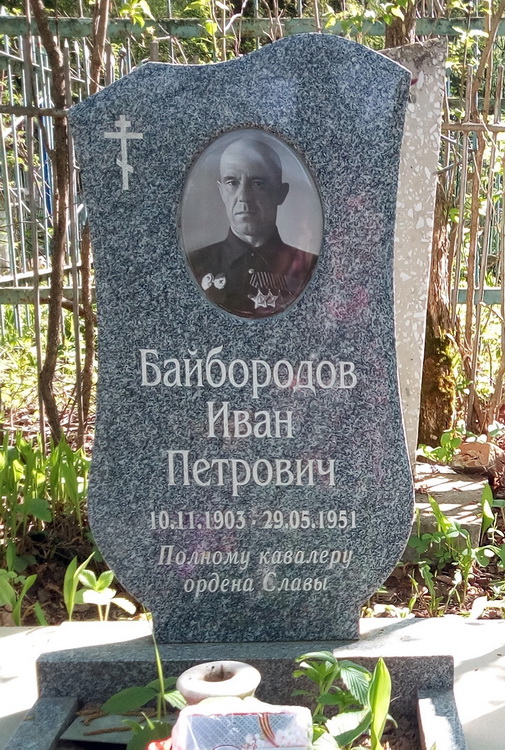 Байбородов
Иван
Петрович
10.11.1903 - 29.05.1951
Полному кавалеру
ордена Славы